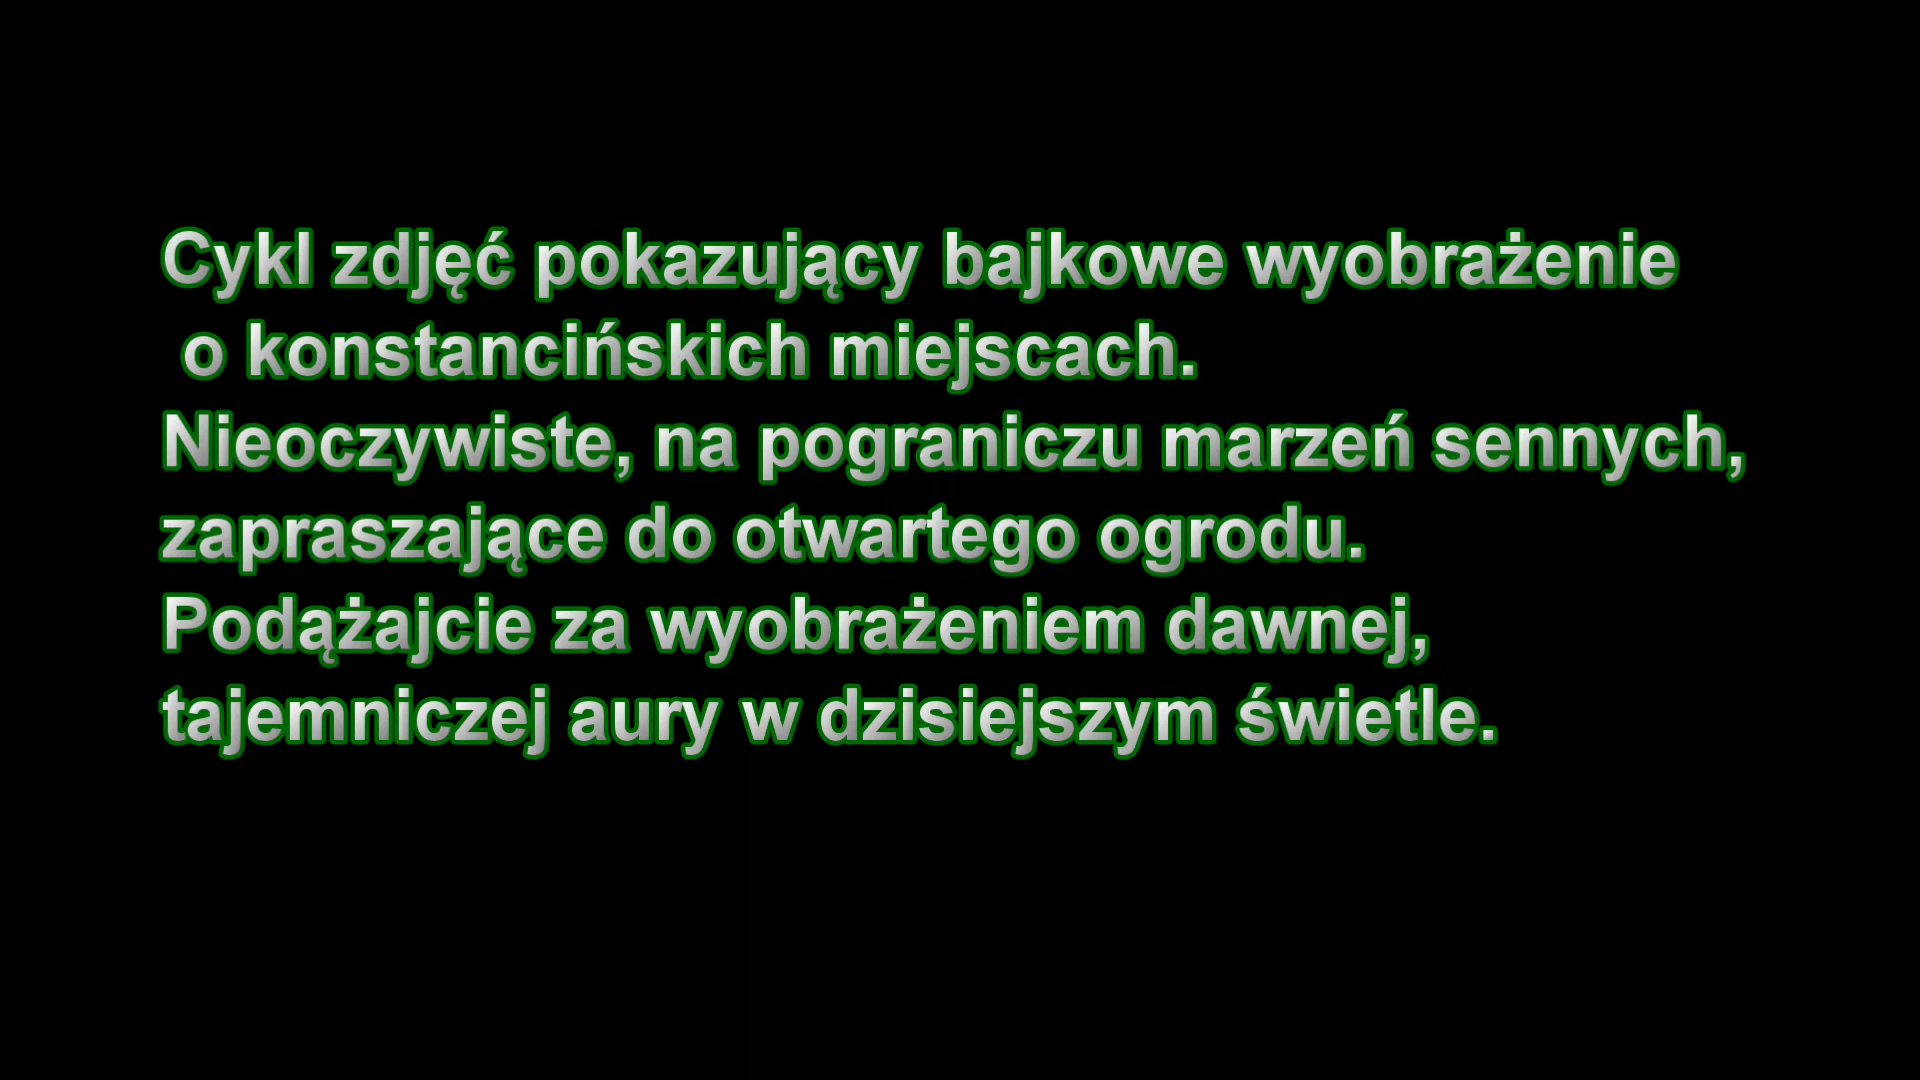 Cykl zdjęć pokazujący bajkowe wyobrażenie
o konstancińskich miejscach.
Nieoczywiste, na pograniczu marzeń sennych,
zapraszające do otwartego ogrodu.
Podążajcie za wyobrażeniem dawnej,
tajemniczej aury w dzisiejszym świetle.